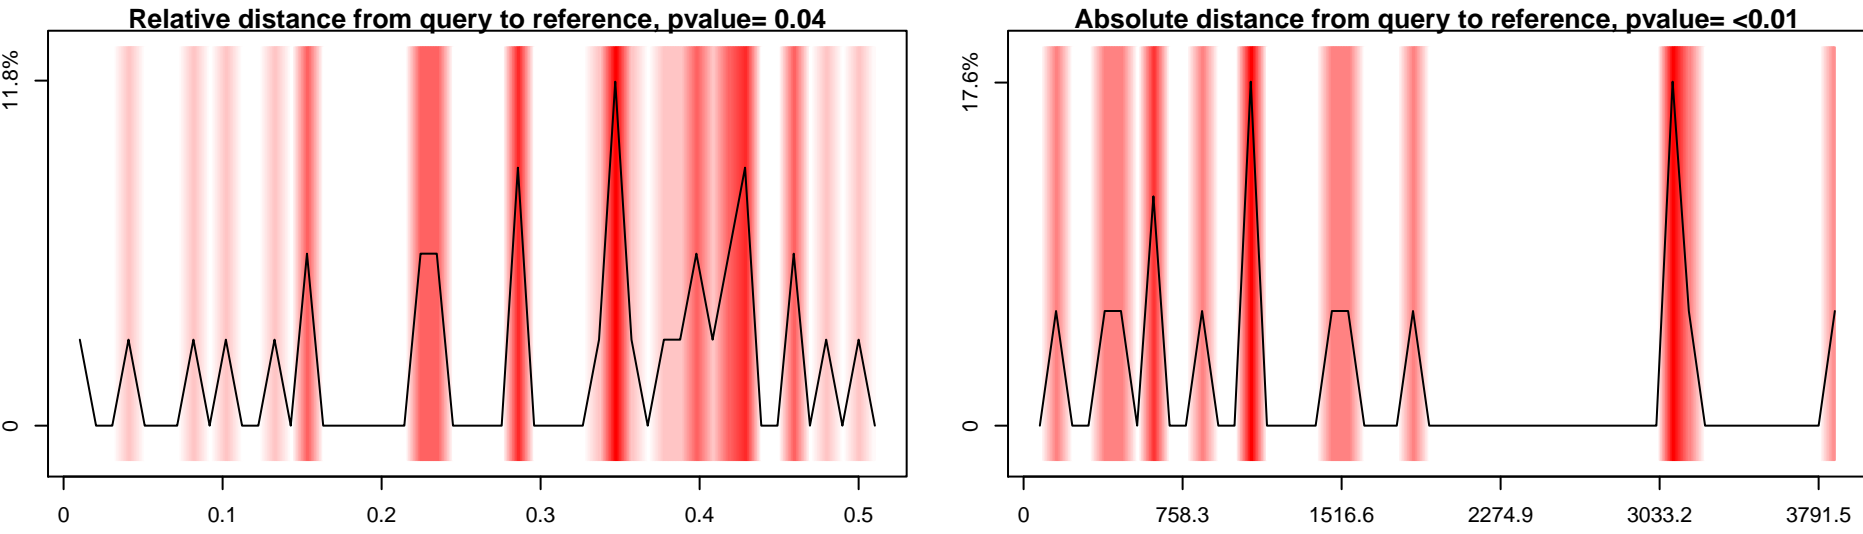 Relative distance from query to reference, pvalue= 0.04
11.8%
0
0 0.1 0.2 0.3 0.4 0.5
Absolute distance from query to reference, pvalue= <0.01
17.6%
0
0 758.3 1516.6 2274.9 3033.2 3791.5